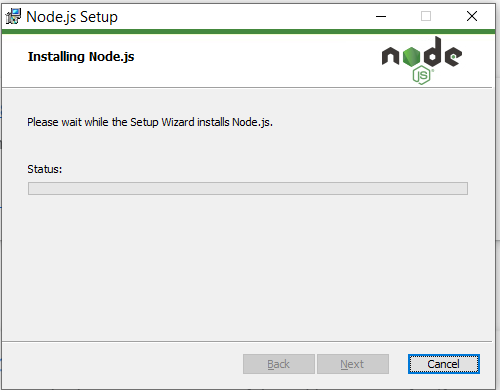 Node.js Setup
Installing Node.js
node
JS
Please wait while the Setup Wizard installs Node.js.
Status:
Back
Next
Cancel